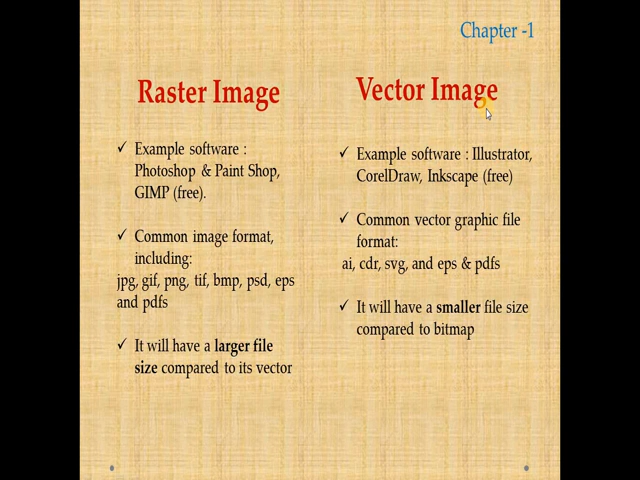 Chapter -1
Raster Image
Example software :
Photoshop & Paint Shop,
GIMP (free).
Common image format,
including:
jpg, gif, png, tif, bmp, psd, eps
and pdfs
It will have a larger file
size compared to its vector
Vector Image
Example software : Illustrator,
CorelDraw, Inkscape (free)
Common vector graphic file
format:
ai, cdr, svg, and eps & pdfs
It will have a smaller file size
compared to bitmap